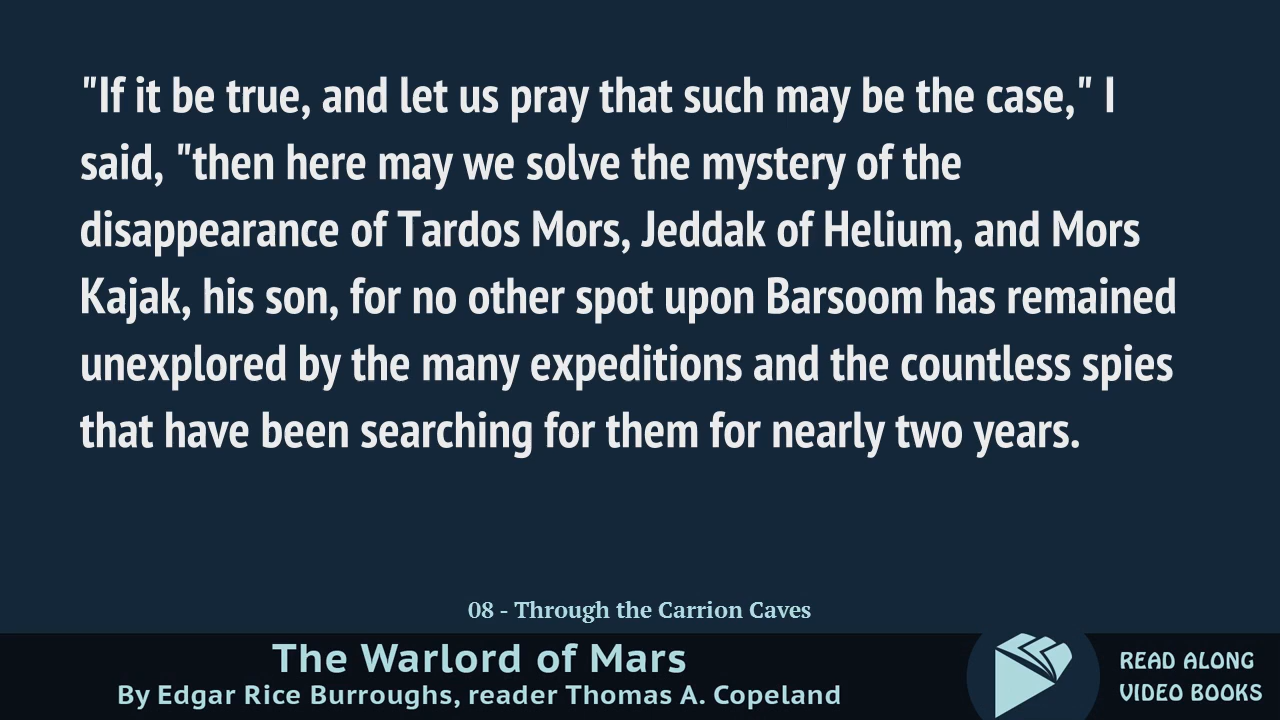 "If it be true, and let us pray that such may be the case," I
said, "then here may we solve the mystery of the
disappearance of Tardos Mors, Jeddak of Helium, and Mors
Kajak, his son, for no other spot upon Barsoom has remained
unexplored by the many expeditions and the countless spies
that have been searching for them for nearly two years.
08 - Through the Carrion Caves
The Warlord of Mars
By Edgar Rice Burroughs, reader Thomas A. Copeland
READ ALONG
VIDEO BOOKS